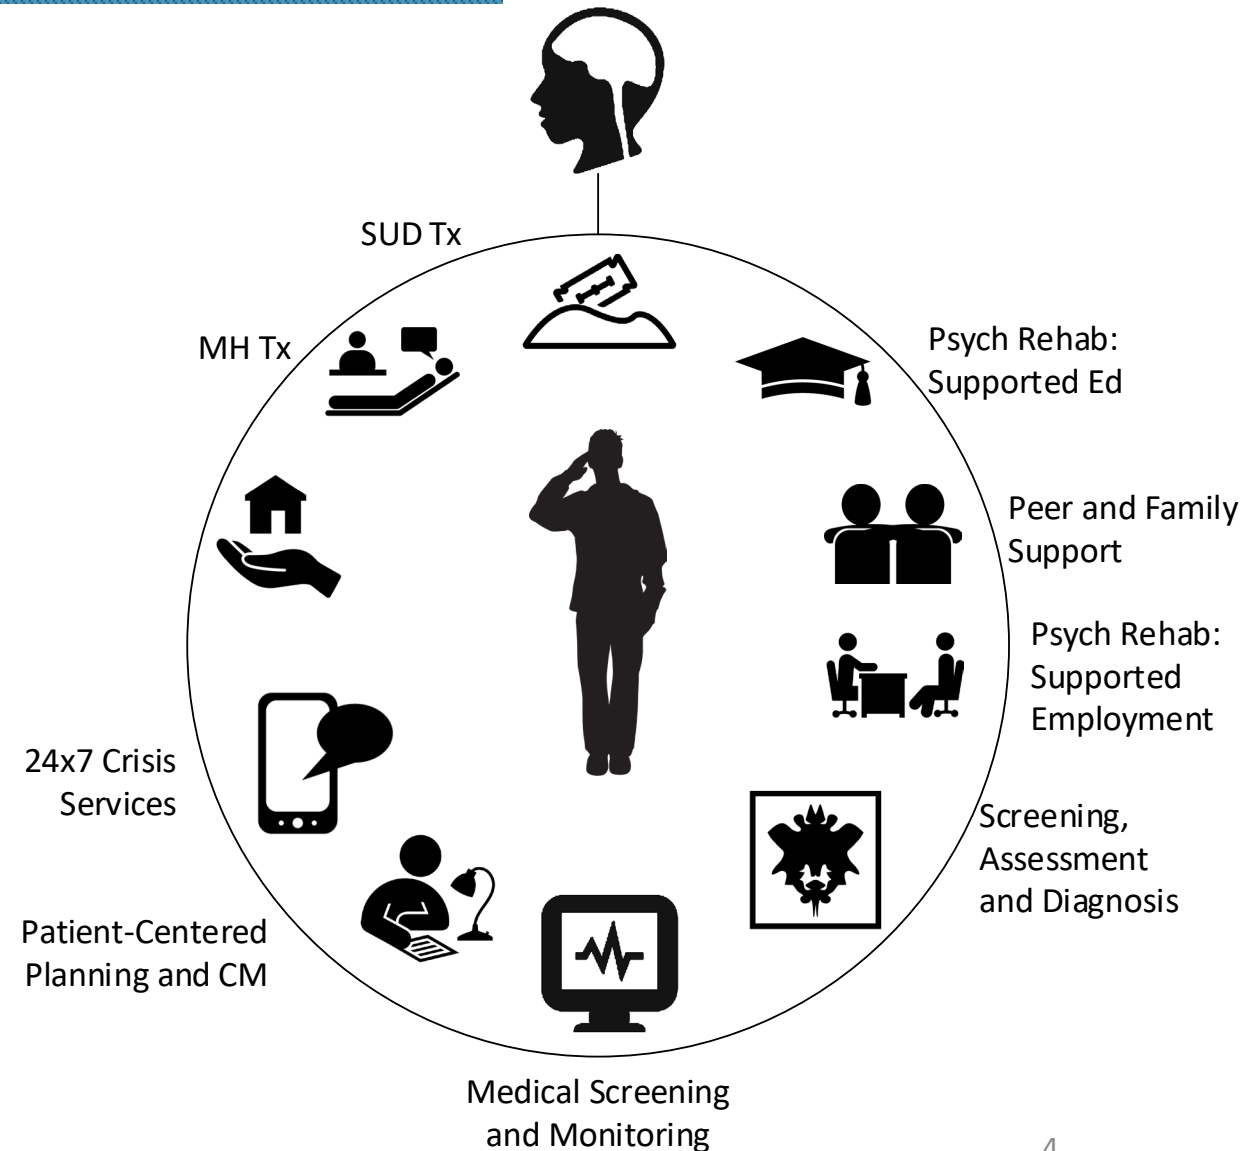 SUD Tx
MH Tx
Psych Rehab:
Supported Ed
Peer and Family
Support
Psych Rehab:
Supported
Employment
24x7 Crisis
Services
Screening,
Assessment
and Diagnosis
Patient-Centered
Planning and CM
Medical Screening
and Monitoring
4